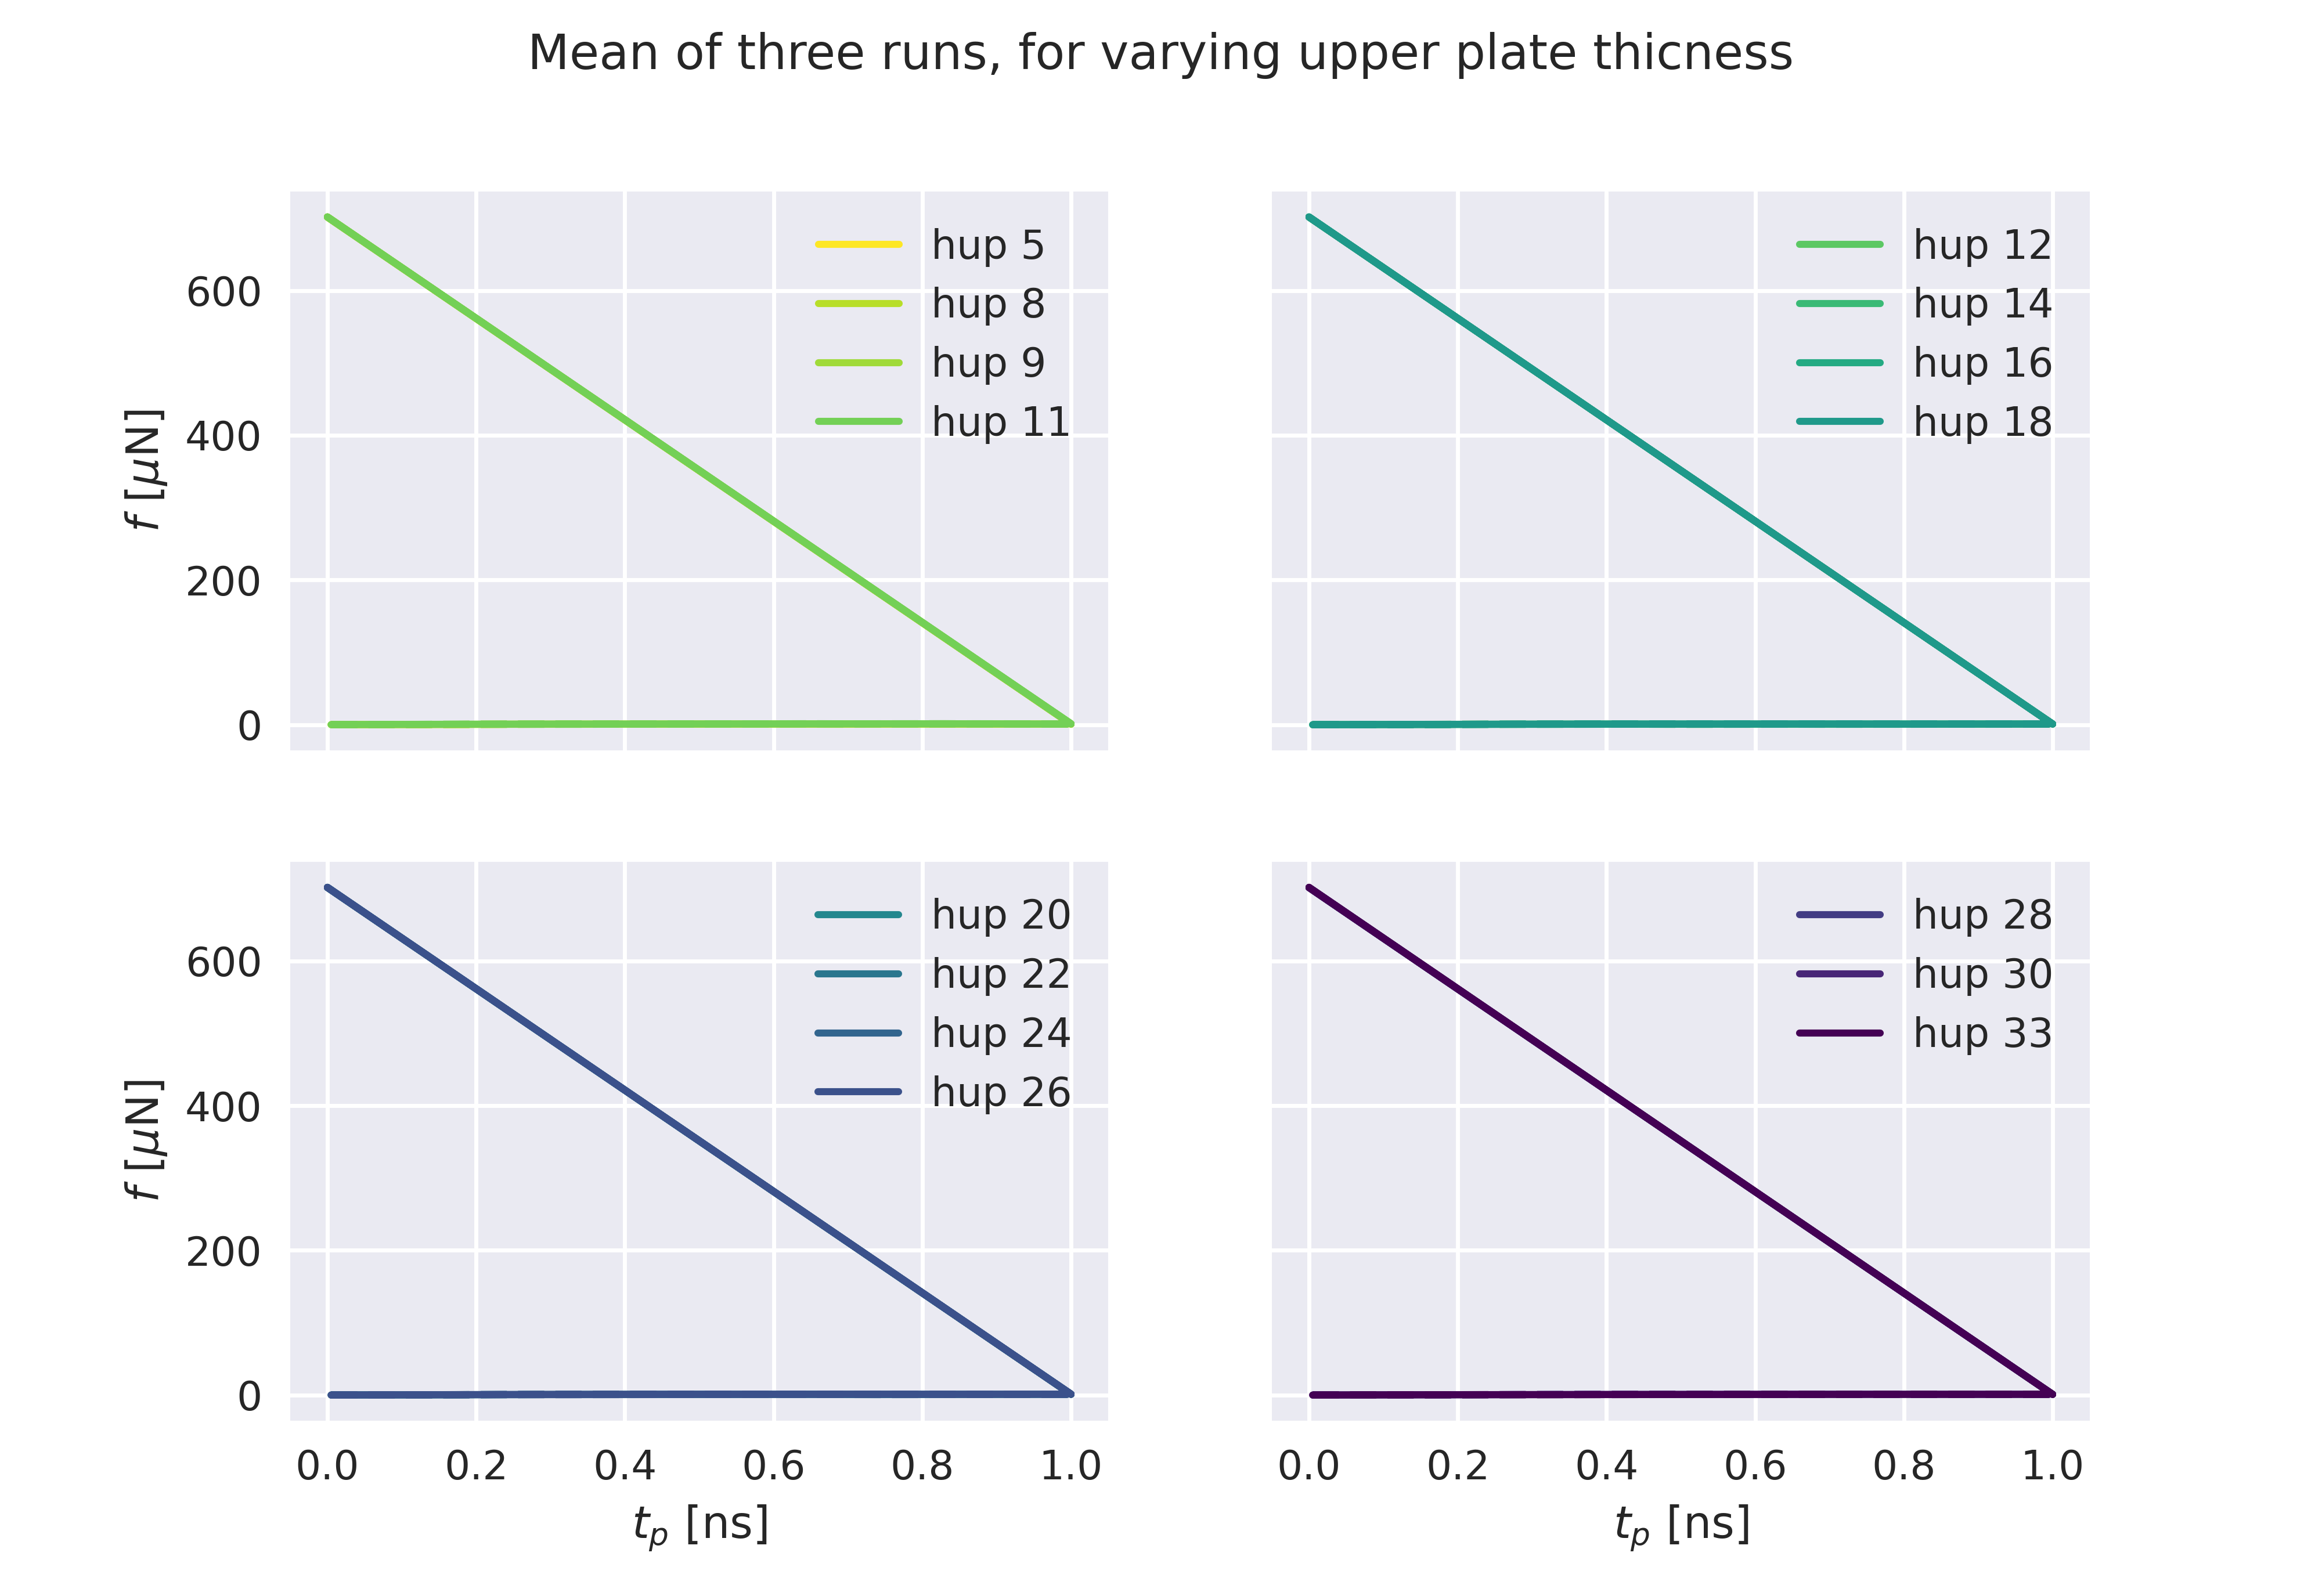 Mean of three runs, for varying upper plate thicness
f [μN]
600
400
200
0
hup 5
hup 8
hup 9
hup 11
hup 12
hup 14
hup 16
hup 18
f [μN]
600
400
200
0
hup 20
hup 22
hup 24
hup 26
hup 28
hup 30
hup 33
0.0 0.2 0.4 0.6 0.8 1.0
tp [ns]
0.0 0.2 0.4 0.6 0.8 1.0
tp [ns]